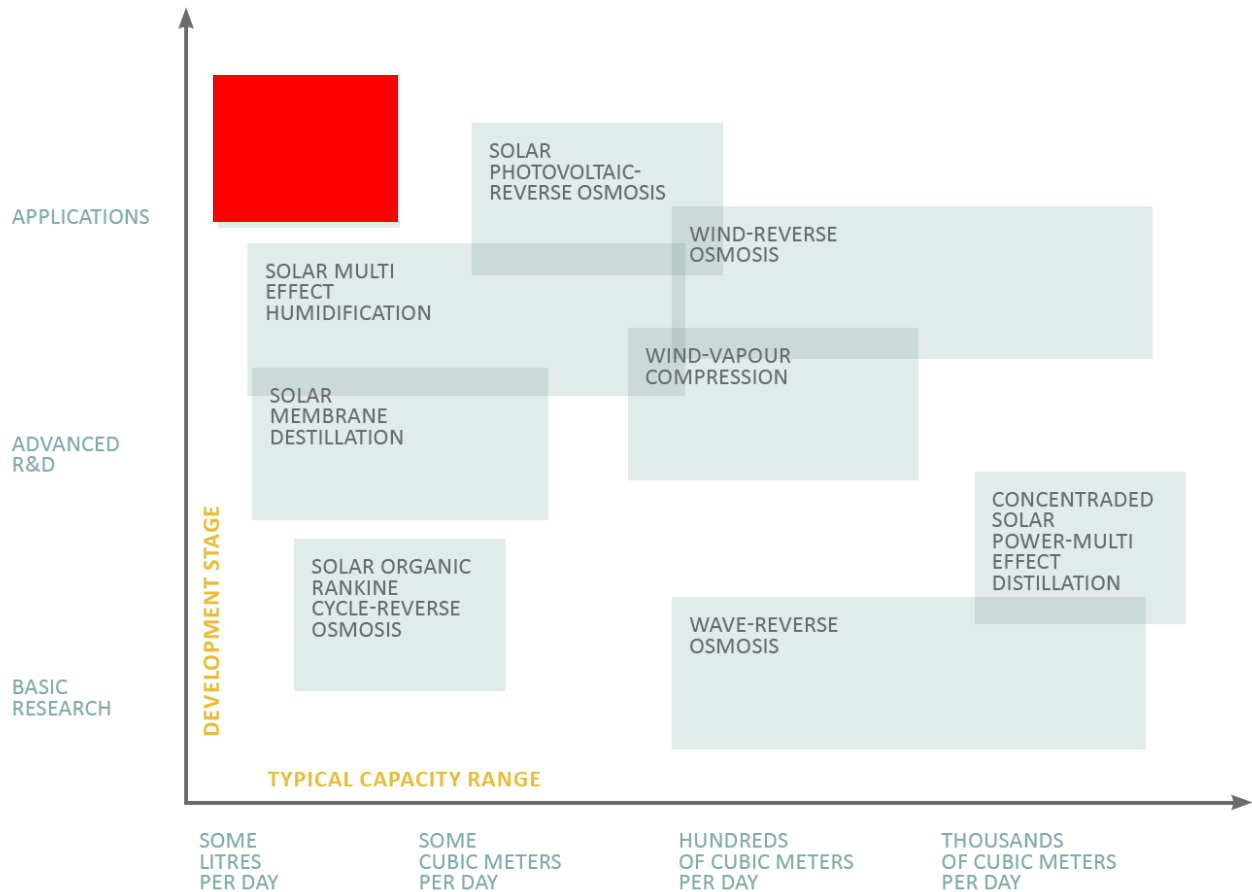 SOLAR
PHOTOVOLTAIC-
REVERSE OSMOSIS
APPLICATIONS
WIND-REVERSE
OSMOSIS
SOLAR MULTI
EFFECT
HUMIDIFICATION
WIND-VAPOUR
COMPRESSION
SOLAR
MEMBRANE
DESTILLATION
ADVANCED
R&D
CONCENTRADED
SOLAR
POWER-MULTI
EFFECT
DISTILLATION
DEVELOPMENT STAGE
SOLAR ORGANIC
RANKINE
CYCLE-REVERSE
OSMOSIS
WAVE-REVERSE
OSMOSIS
BASIC
RESEARCH
TYPICAL CAPACITY RANGE
SOME
LITRES
PER DAY
SOME
CUBIC METERS
PER DAY
HUNDREDS
OF CUBIC METERS
PER DAY
THOUSANDS
OF CUBIC METERS
PER DAY